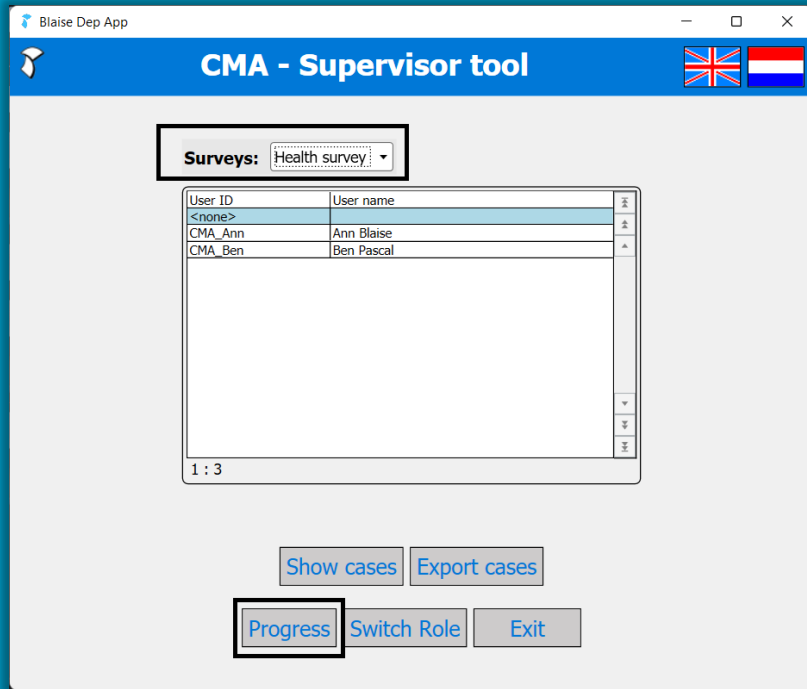 Blaise Dep App
CMA - Supervisor tool
Surveys: Health survey
User ID User name
<none>
CMA_Ann Ann Blaise
CMA_Ben Ben Pascal
1 : 3
Show cases Export cases
Progress Switch Role Exit